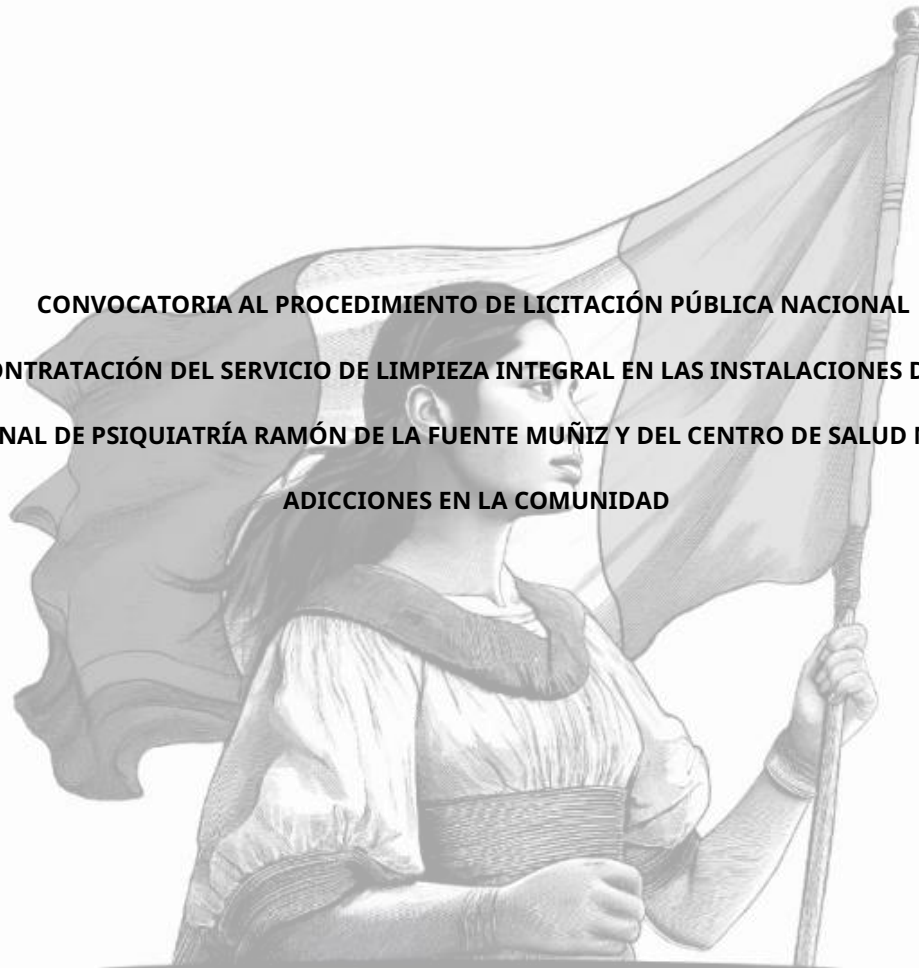 CONVOCATORIA AL PROCEDIMIENTO DE LICITACIÓN PÚBLICA NACIONAL
DEL SERVICIO DE LIMPIEZA INTEGRAL EN LAS INSTALACIONES
DE PSIQUIATRÍA RAMÓN DE LA FUENTE MUÑIZ Y DEL CENTRO DE SALUD
ADICCIONES EN LA COMUNIDAD